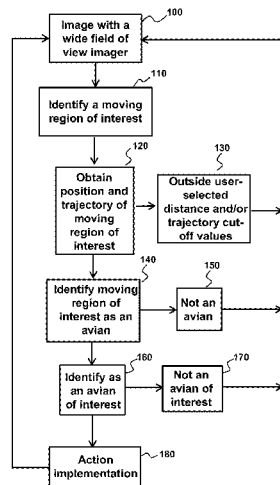 100
Image with a
wide field of
view imager
110
Identify a moving
region of interest
120
Obtain
position and
trajectory of
moving region
of interest
130
Outside user-
selected
distance and/or
trajectory cut-
off values
140
Identify moving
region of
interest as an
avian
150
Not an
avian
160
Identify as
an avian
of interest
170
Not an
avian of
interest
180
Action
implementation